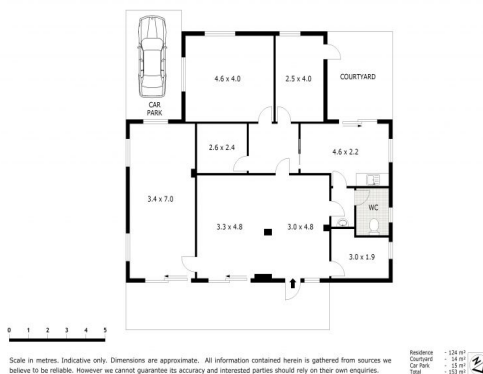 4.6 x 4.0
2.5 x 4.0
COURTYARD
CAR
PARK
2.6 x 2.4
4.6 x 2.2
3.4 x 7.0
3.3 x 4.8
3.0 x 4.8
WC
3.0 x 1.9
0 1 2 3 4 5
Scale in metres. Indicative only. Dimensions are approximate. All information contained herein is gathered from sources we
believe to be reliable. However we cannot guarantee its accuracy and interested parties should rely on their own enquiries.
Residence - 124 m²
Courtyard - 14 m²
Car Park - 15 m²
Total - 153 m²